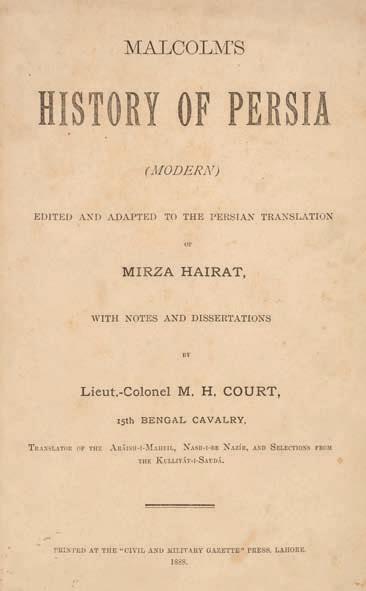 MALCOLM'S
HISTORY OF PERSIA
(MODERN)
EDITED AND ADAPTED TO THE PERSIAN TRANSLATION
OF
MIRZA HAIRAT,
WITH NOTES AND DISSERTATIONS
BY
Lieut.-Colonel M. H. COURT,
15th BENGAL CAVALRY,
TRANSLATOR OF THE ARÁISH-I-MAHFIL, NASR-I-BE NAZÍR, AND SELECTIONS FROM
THE KULLIYÁT-I-SAUDÁ.
PRINTED AT THE "CIVIL AND MILITARY GAZETTE" PRESS, LAHORE.
1888.